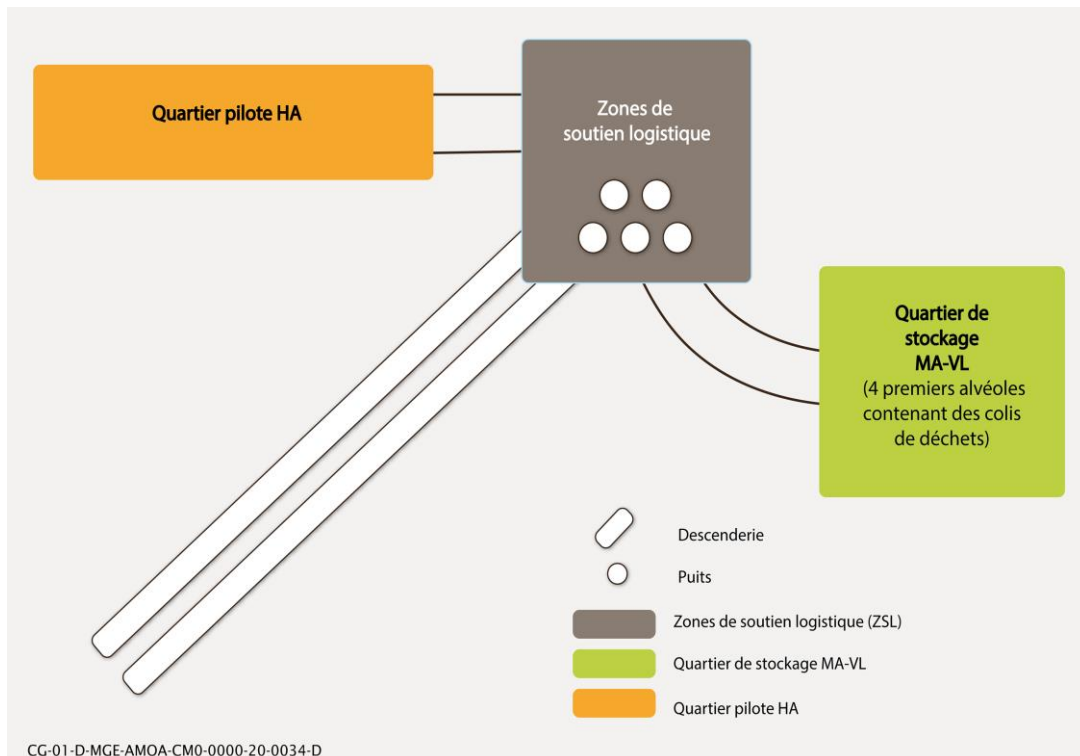 Quartier pilote HA
Zones de
soutien logistique
Quartier de
stockage
MA-VL
(4 premiers alvéoles
contenant des colis
de déchets)
Descenderie
Puits
Zones de soutien logistique (ZSL)
Quartier de stockage MA-VL
Quartier pilote HA
CG-01-D-MGE-AMOA-CM0-0000-20-0034-D